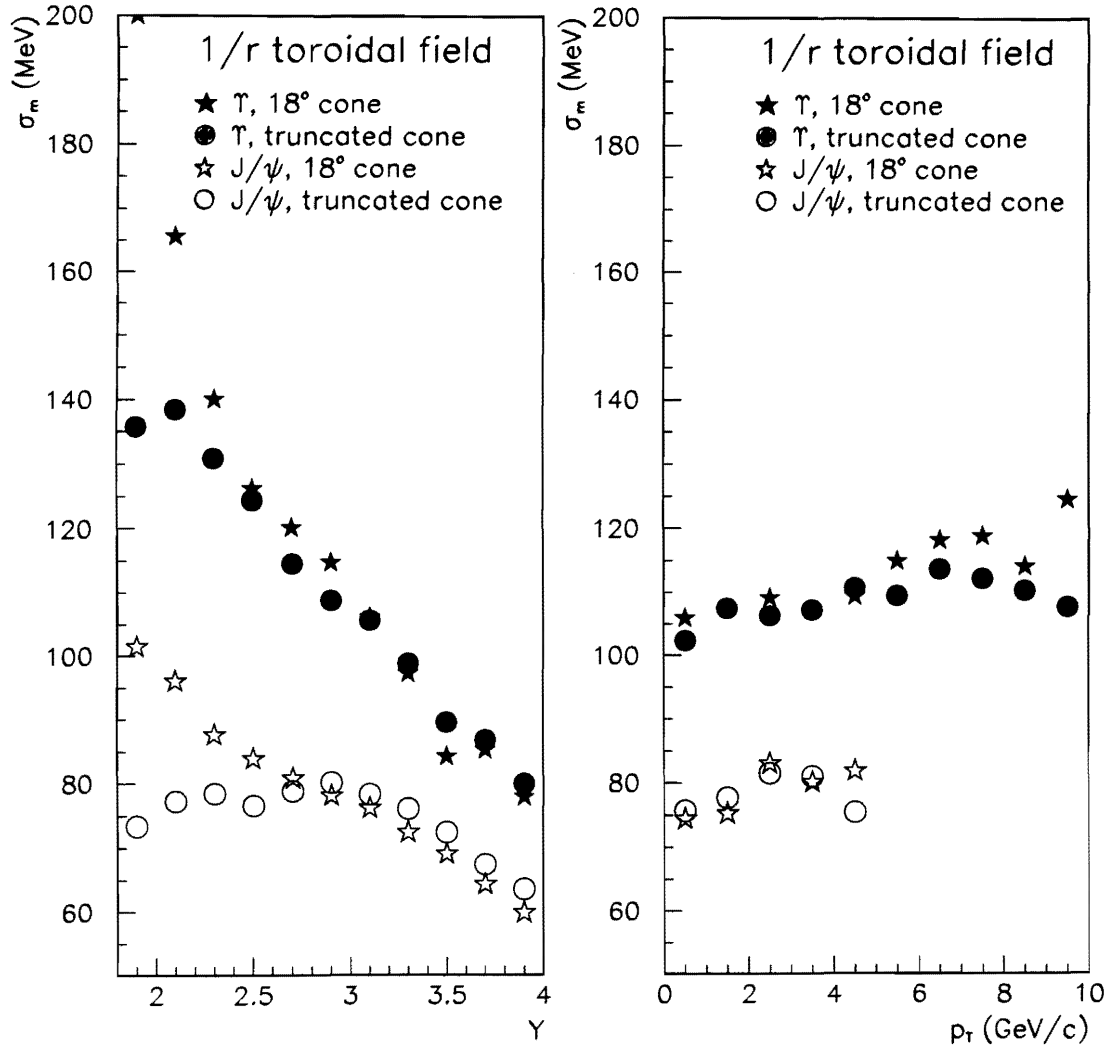 1/r toroidal field
★ ϒ, 18° cone
● ϒ, truncated cone
☆ J/ψ, 18° cone
○ J/ψ, truncated cone
σm (MeV)
200
180
160
140
120
100
80
60
2 2.5 3 3.5 4
Y
1/r toroidal field
★ ϒ, 18° cone
● ϒ, truncated cone
☆ J/ψ, 18° cone
○ J/ψ, truncated cone
σm (MeV)
200
180
160
140
120
100
80
60
0 2 4 6 8 10
pT (GeV/c)